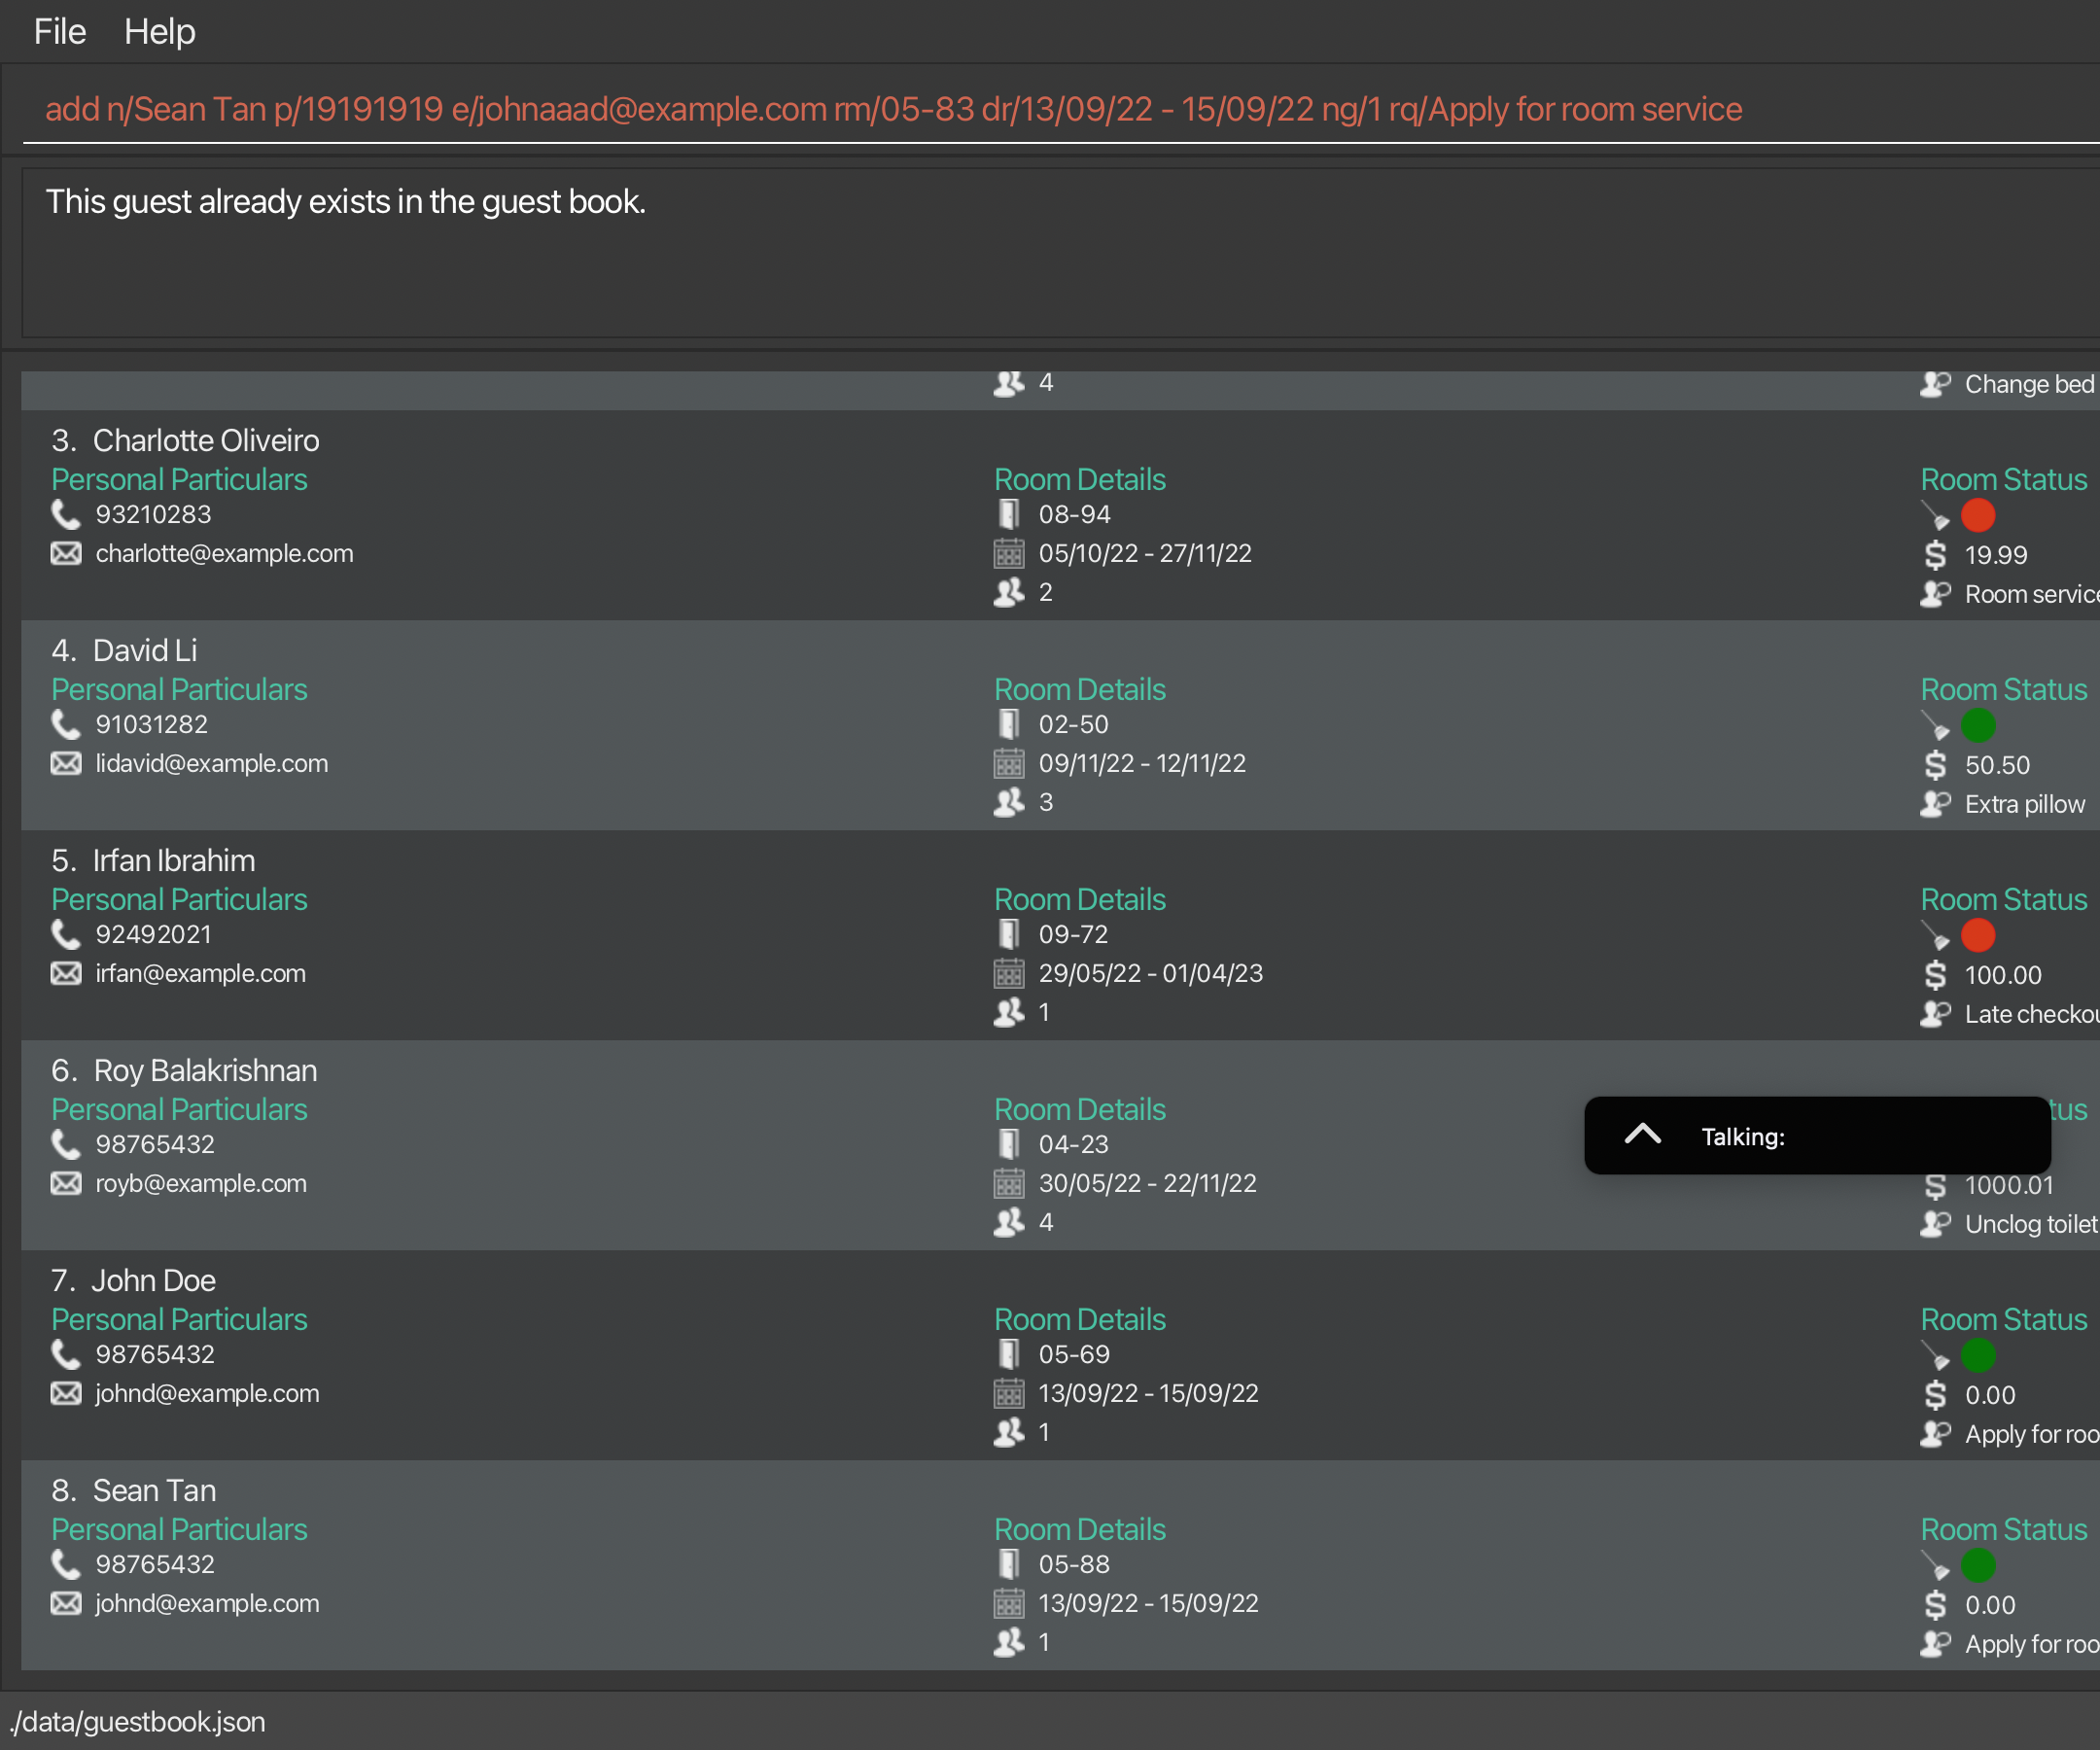 File Help
add n/Sean Tan p/19191919 e/johnaaad@example.com rm/05-83 dr/13/09/22 - 15/09/22 ng/1 rq/Apply for room service
This guest already exists in the guest book.
4 Change bed
3. Charlotte Oliveiro
Personal Particulars Room Details Room Status
93210283 08-94
charlotte@example.com 05/10/22 - 27/11/22 $ 19.99
2 Room service
4. David Li
Personal Particulars Room Details Room Status
91031282 02-50
lidavid@example.com 09/11/22 - 12/11/22 $ 50.50
3 Extra pillow
5. Irfan Ibrahim
Personal Particulars Room Details Room Status
92492021 09-72
irfan@example.com 29/05/22 - 01/04/23 $ 100.00
1 Late checkou
6. Roy Balakrishnan
Personal Particulars Room Details tus
98765432 04-23 Talking:
royb@example.com 30/05/22 - 22/11/22 $ 1000.01
4 Unclog toilet
7. John Doe
Personal Particulars Room Details Room Status
98765432 05-69
johnd@example.com 13/09/22 - 15/09/22 $ 0.00
1 Apply for roo
8. Sean Tan
Personal Particulars Room Details Room Status
98765432 05-88
johnd@example.com 13/09/22 - 15/09/22 $ 0.00
1 Apply for roo
./data/guestbook.json